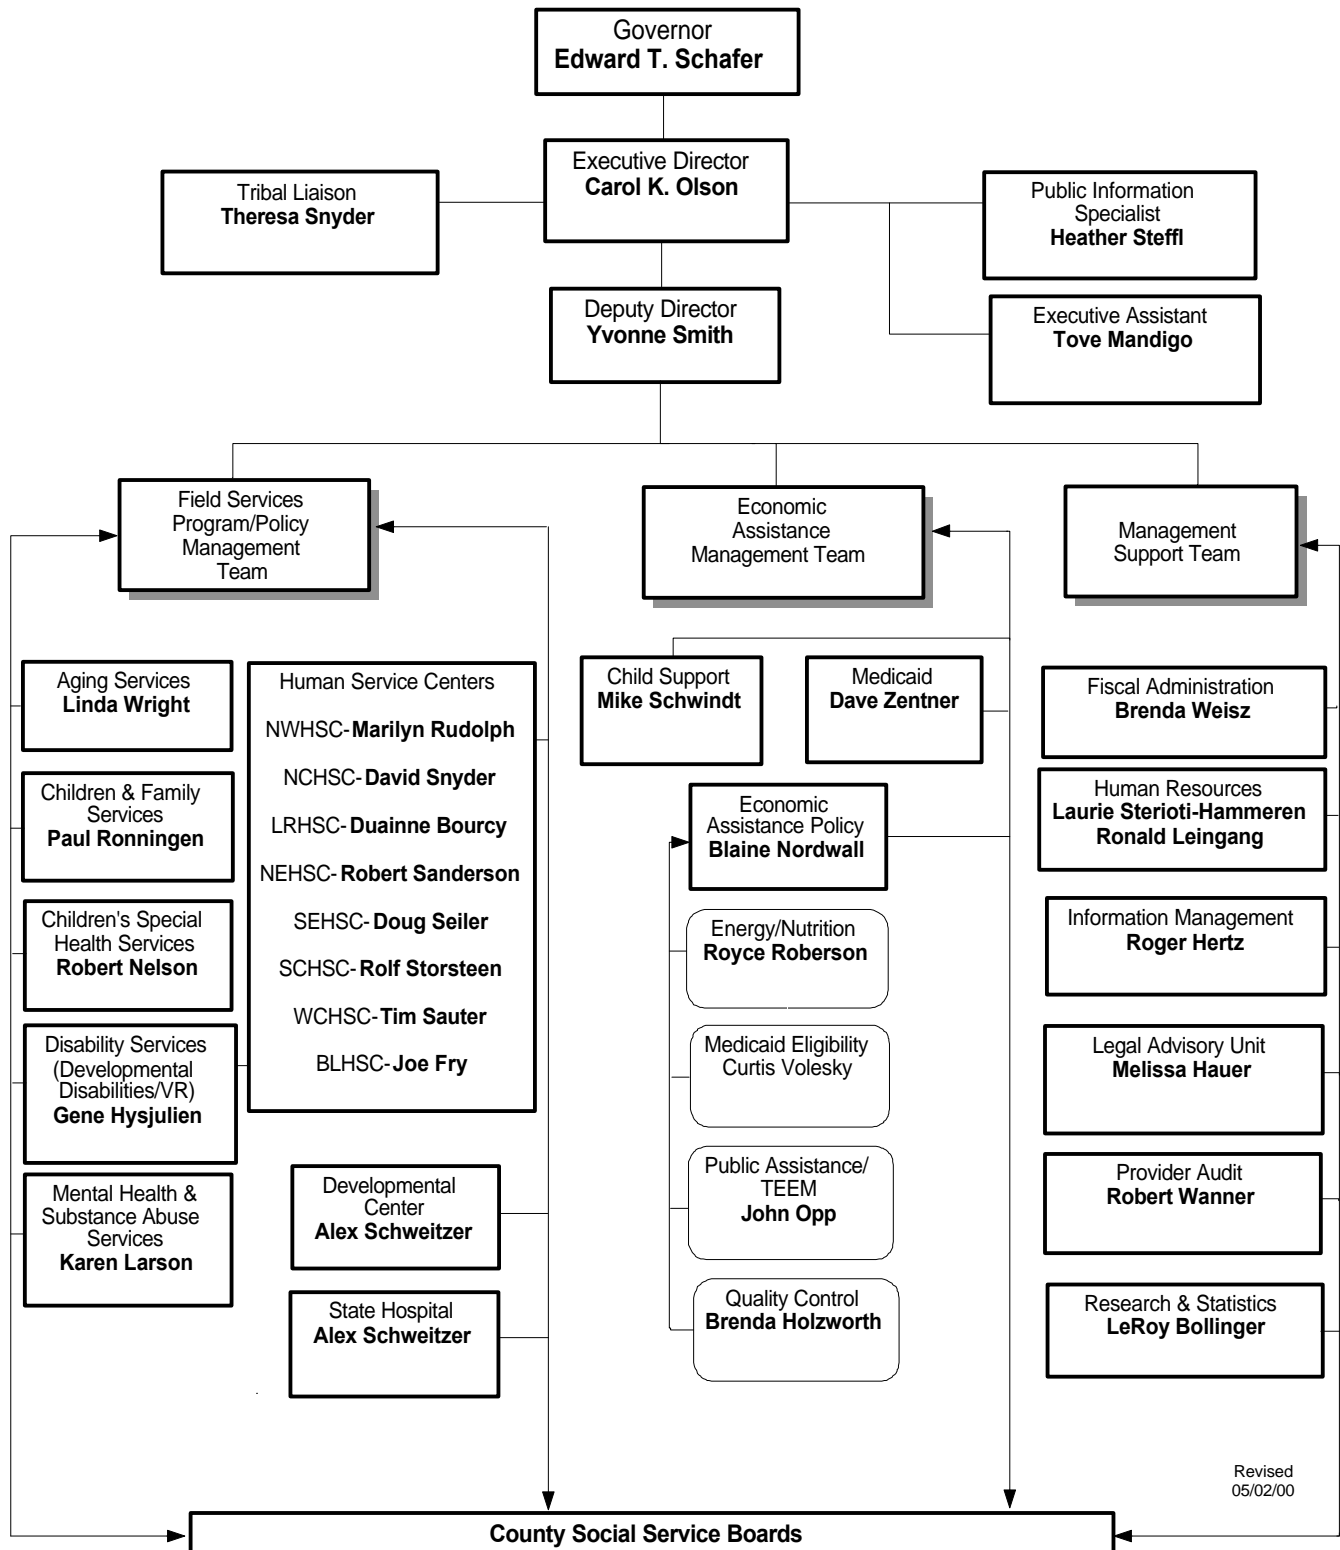 Governor
Edward T. Schafer
Executive Director
Carol K. Olson
Tribal Liaison
Theresa Snyder
Public Information
Specialist
Heather Steffl
Deputy Director
Yvonne Smith
Executive Assistant
Tove Mandigo
Field Services
Program/Policy
Management
Team
Economic
Assistance
Management Team
Management
Support Team
Aging Services
Linda Wright
Children & Family
Services
Paul Ronningen
Children's Special
Health Services
Robert Nelson
Disability Services
(Developmental
Disabilities/VR)
Gene Hysjulien
Mental Health &
Substance Abuse
Services
Karen Larson
Human Service Centers
NWHSC-Marilyn Rudolph
NCHSC-David Snyder
LRHSC-Duainne Bourcy
NEHSC-Robert Sanderson
SEHSC-Doug Seiler
SCHSC-Rolf Storsteen
WCHSC-Tim Sauter
BLHSC-Joe Fry
Developmental
Center
Alex Schweitzer
State Hospital
Alex Schweitzer
Child Support
Mike Schwindt
Medicaid
Dave Zentner
Economic
Assistance Policy
Blaine Nordwall
Energy/Nutrition
Royce Roberson
Medicaid Eligibility
Curtis Volesky
Public Assistance/
TEEM
John Opp
Quality Control
Brenda Holzworth
Fiscal Administration
Brenda Weisz
Human Resources
Laurie Sterioti-Hammeren
Ronald Leingang
Information Management
Roger Hertz
Legal Advisory Unit
Melissa Hauer
Provider Audit
Robert Wanner
Research & Statistics
LeRoy Bollinger
Revised
05/02/00
County Social Service Boards